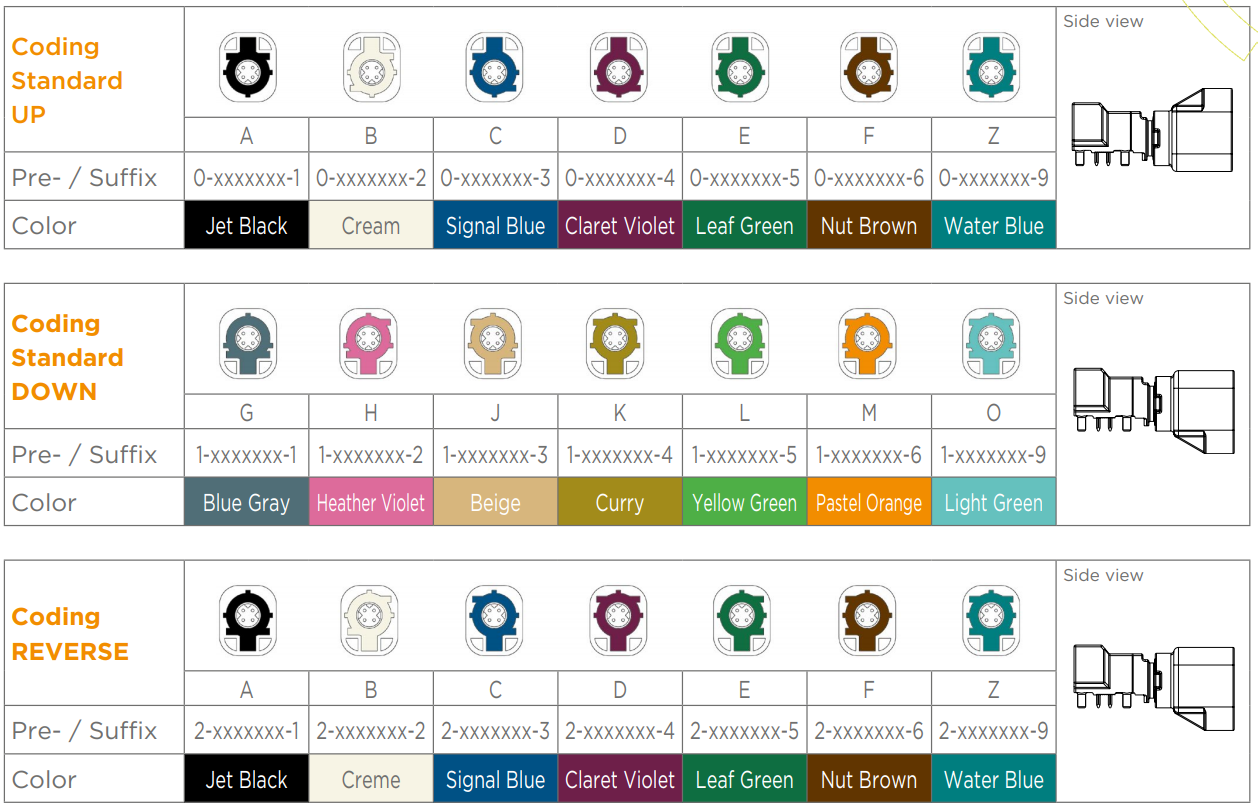 Coding
Standard
UP
Side view
A B C D E F Z
Pre- / Suffix 0-xxxxxxx-1 0-xxxxxxx-2 0-xxxxxxx-3 0-xxxxxxx-4 0-xxxxxxx-5 0-xxxxxxx-6 0-xxxxxxx-9
Color Jet Black Cream Signal Blue Claret Violet Leaf Green Nut Brown Water Blue
Coding
Standard
DOWN
Side view
G H J K L M O
Pre- / Suffix 1-xxxxxxx-1 1-xxxxxxx-2 1-xxxxxxx-3 1-xxxxxxx-4 1-xxxxxxx-5 1-xxxxxxx-6 1-xxxxxxx-9
Color Blue Gray Heather Violet Beige Curry Yellow Green Pastel Orange Light Green
Coding
REVERSE
Side view
A B C D E F Z
Pre- / Suffix 2-xxxxxxx-1 2-xxxxxxx-2 2-xxxxxxx-3 2-xxxxxxx-4 2-xxxxxxx-5 2-xxxxxxx-6 2-xxxxxxx-9
Color Jet Black Creme Signal Blue Claret Violet Leaf Green Nut Brown Water Blue